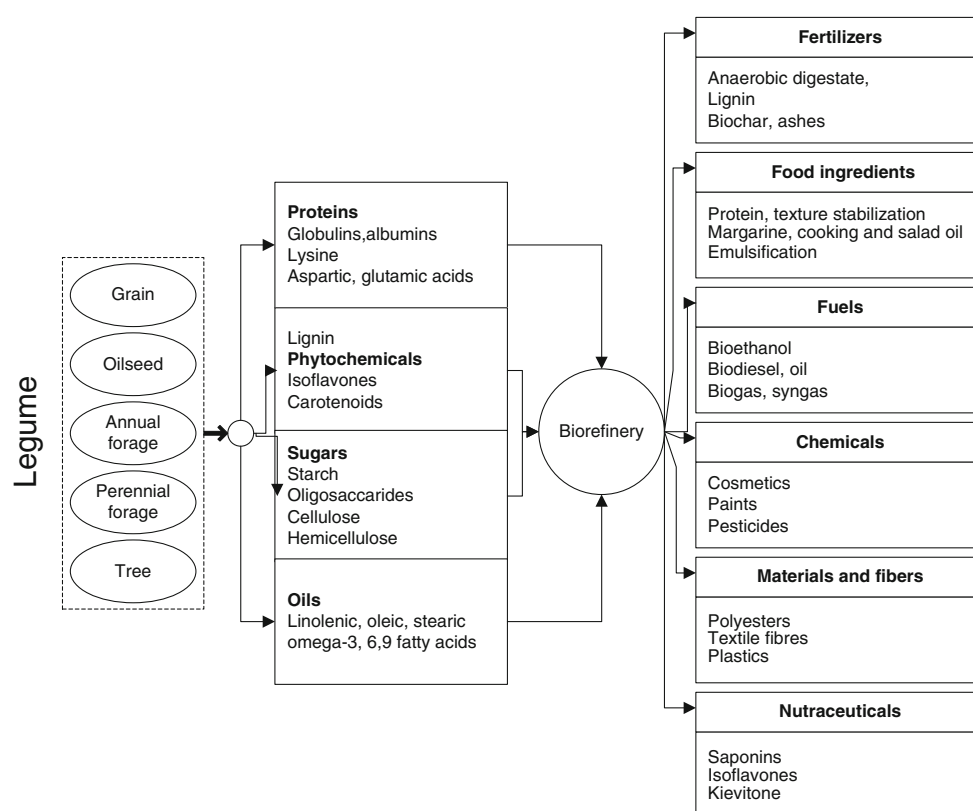 Legume
Grain
Oilseed
Annual
forage
Perennial
forage
Tree
Proteins
Globulins,albumins
Lysine
Aspartic, glutamic acids
Lignin
Phytochemicals
Isoflavones
Carotenoids
Sugars
Starch
Oligosaccarides
Cellulose
Hemicellulose
Oils
Linolenic, oleic, stearic
omega-3, 6,9 fatty acids
Biorefinery
Fertilizers
Anaerobic digestate,
Lignin
Biochar, ashes
Food ingredients
Protein, texture stabilization
Margarine, cooking and salad oil
Emulsification
Fuels
Bioethanol
Biodiesel, oil
Biogas, syngas
Chemicals
Cosmetics
Paints
Pesticides
Materials and fibers
Polyesters
Textile fibres
Plastics
Nutraceuticals
Saponins
Isoflavones
Kievitone